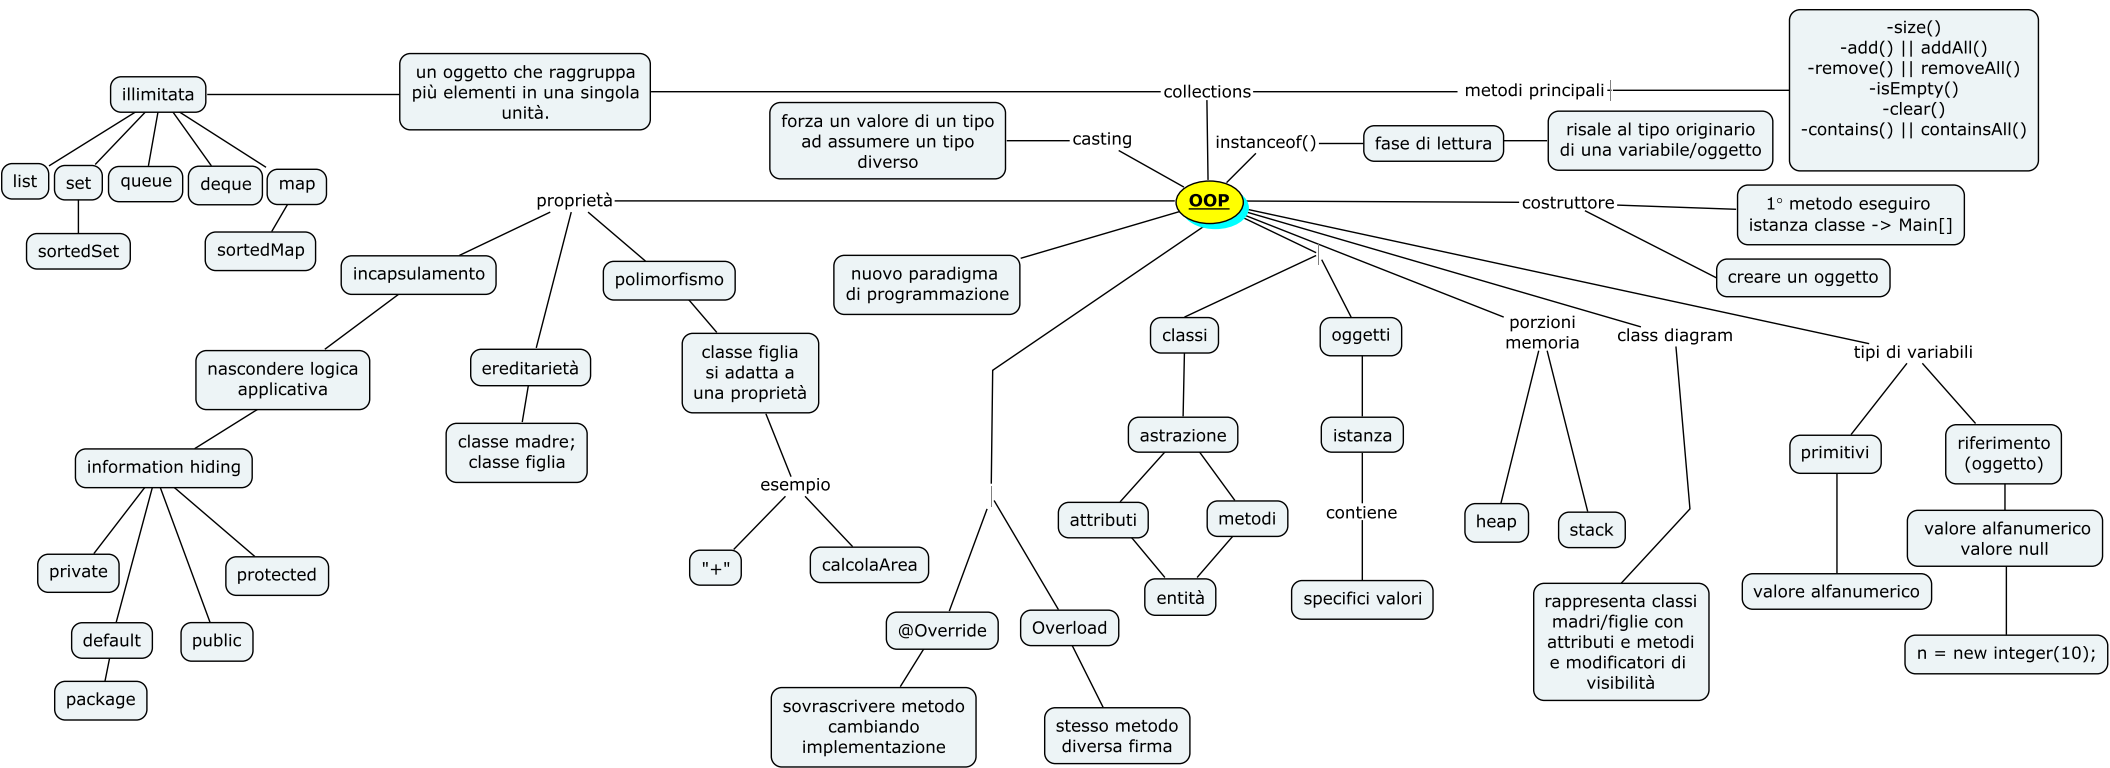 -size()
-add() || addAll()
-remove() || removeAll()
-isEmpty()
-clear()
-contains() || containsAll()
un oggetto che raggruppa
più elementi in una singola
unità.
illimitata
collections
metodi principali
forza un valore di un tipo
ad assumere un tipo
diverso
casting
instanceof()
fase di lettura
risale al tipo originario
di una variabile/oggetto
list
set
queue
deque
map
sortedSet
sortedMap
proprietà
OOP
costruttore
1° metodo eseguiro
istanza classe -> Main[]
creare un oggetto
incapsulamento
polimorfismo
nuovo paradigma
di programmazione
nascondere logica
applicativa
ereditarietà
classe figlia
si adatta a
una proprietà
classi
oggetti
porzioni
memoria
class diagram
tipi di variabili
information hiding
classe madre;
classe figlia
esempio
astrazione
istanza
primitivi
riferimento
(oggetto)
attributi
metodi
contiene
heap
stack
valore alfanumerico
valore null
private
protected
"+"
calcolaArea
entità
specifici valori
valore alfanumerico
default
public
@Override
Overload
rappresenta classi
madri/figlie con
attributi e metodi
e modificatori di
visibilità
n = new integer(10);
package
sovrascrivere metodo
cambiando
implementazione
stesso metodo
diversa firma